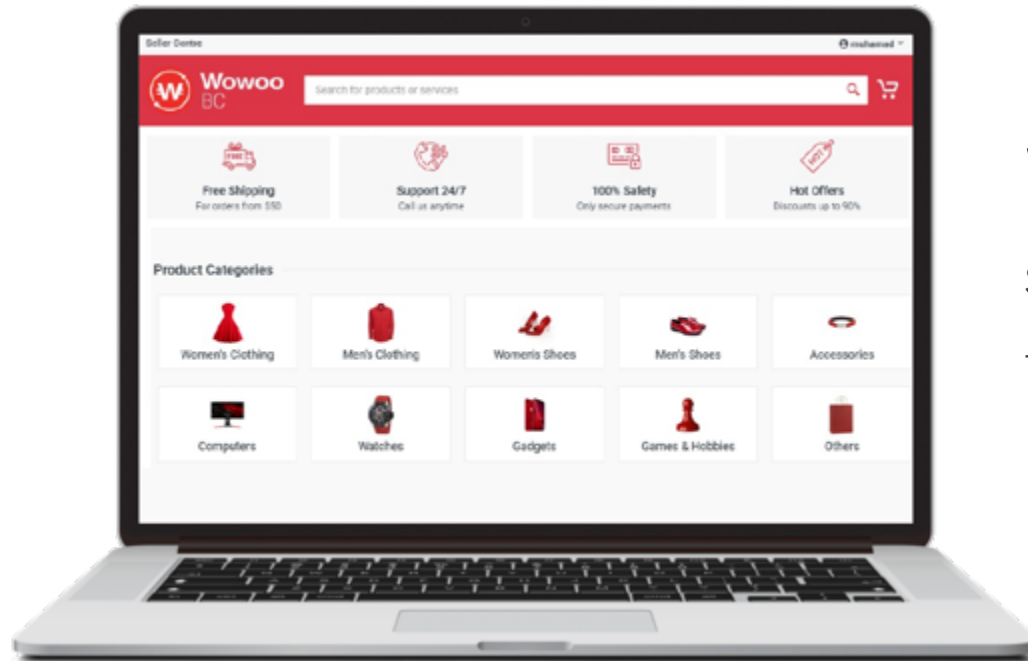 Seller Centre
muhamad
Wowoo
BC
Search for products or services
FREE
HOT
Free Shipping
Support 24/7
100% Safety
Hot Offers
For orders from $50
Call us anytime
Only secure payments
Discounts up to 90%
Product Categories
Women's Clothing
Men's Clothing
Women's Shoes
Men's Shoes
Accessories
Computers
Watches
Gadgets
Games & Hobbies
Others